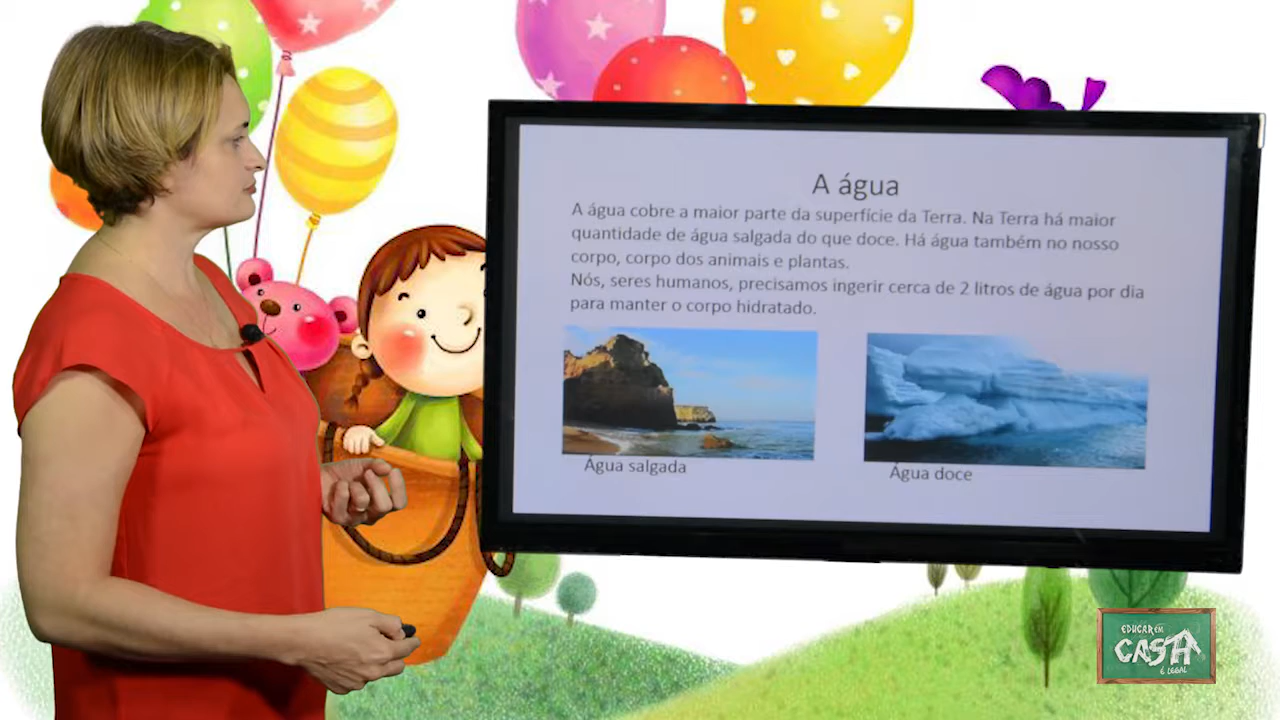 A água
A água cobre a maior parte da superfície da Terra. Na Terra há maior
quantidade de água salgada do que doce. Há água também no nosso
corpo, corpo dos animais e plantas.
Nós, seres humanos, precisamos ingerir cerca de 2 litros de água por dia
para manter o corpo hidratado.
Água salgada
Água doce
EDUCAR EM
CASA
É LEGAL